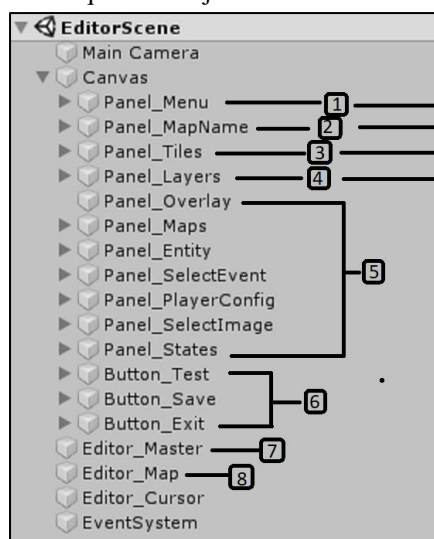 EditorScene
Main Camera
Canvas
Panel_Menu 1
Panel_MapName 2
Panel_Tiles 3
Panel_Layers 4
Panel_Overlay
Panel_Maps
Panel_Entity
Panel_SelectEvent 5
Panel_PlayerConfig
Panel_SelectImage
Panel_States
Button_Test
Button_Save 6
Button_Exit
Editor_Master 7
Editor_Map 8
Editor_Cursor
EventSystem